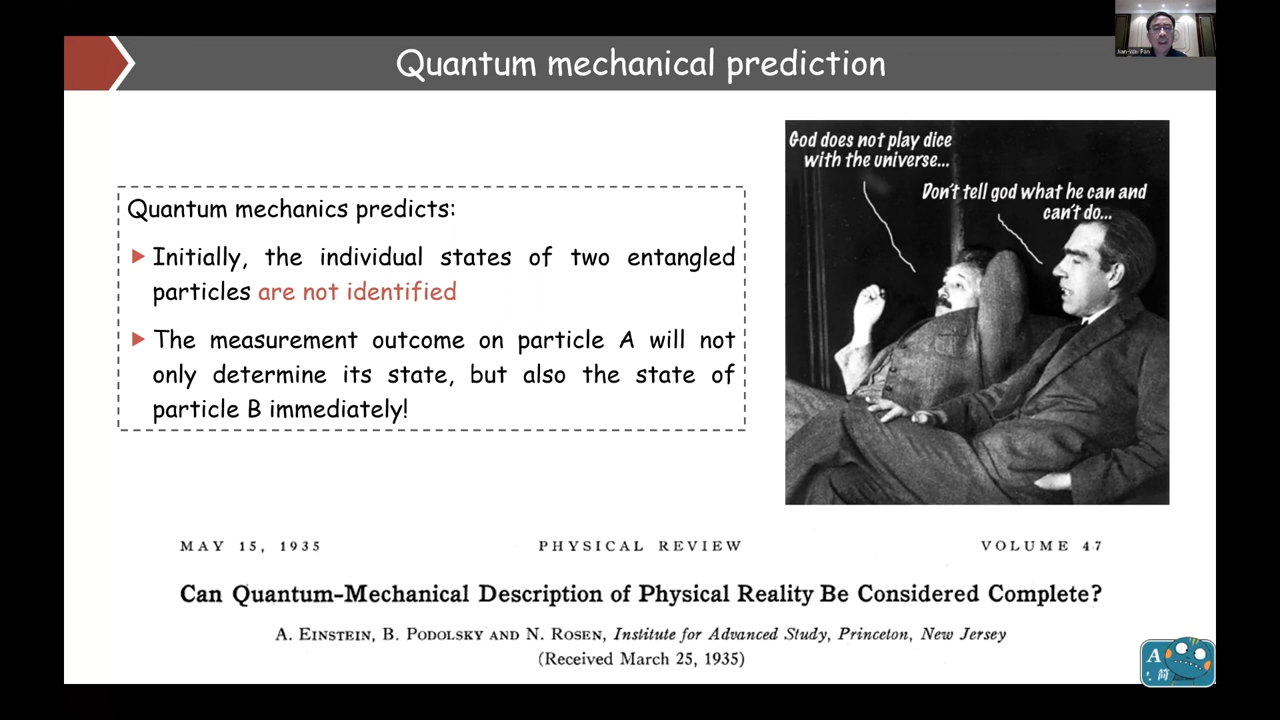 Quantum mechanical prediction
Jian-Wei Pan
God does not play dice
with the universe...
Don't tell god what he can and
can't do...
Quantum mechanics predicts:
Initially, the individual states of two entangled
particles are not identified
The measurement outcome on particle A will not
only determine its state, but also the state of
particle B immediately!
MAY 15, 1935 PHYSICAL REVIEW VOLUME 47
Can Quantum-Mechanical Description of Physical Reality Be Considered Complete?
A. EINSTEIN, B. PODOLSKY AND N. ROSEN, Institute for Advanced Study, Princeton, New Jersey
(Received March 25, 1935)
A
简